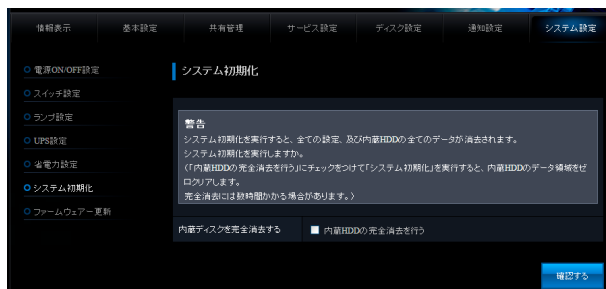 情報表示 基本設定 共有管理 サービス設定 ディスク設定 通知設定 システム設定
電源ON/OFF設定
スイッチ設定
ランプ設定
UPS設定
省電力設定
システム初期化
ファームウェアー更新
システム初期化
警告
システム初期化を実行すると、全ての設定、及び内蔵HDDの全てのデータが消去されます。
システム初期化を実行しますか。
(「内蔵HDDの完全消去を行う」にチェックをつけて「システム初期化」を実行すると、内蔵HDDのデータ領域をゼ
ロクリアします。
完全消去には数時間かかる場合があります。)
内蔵ディスクを完全消去する 内蔵HDDの完全消去を行う
確認する